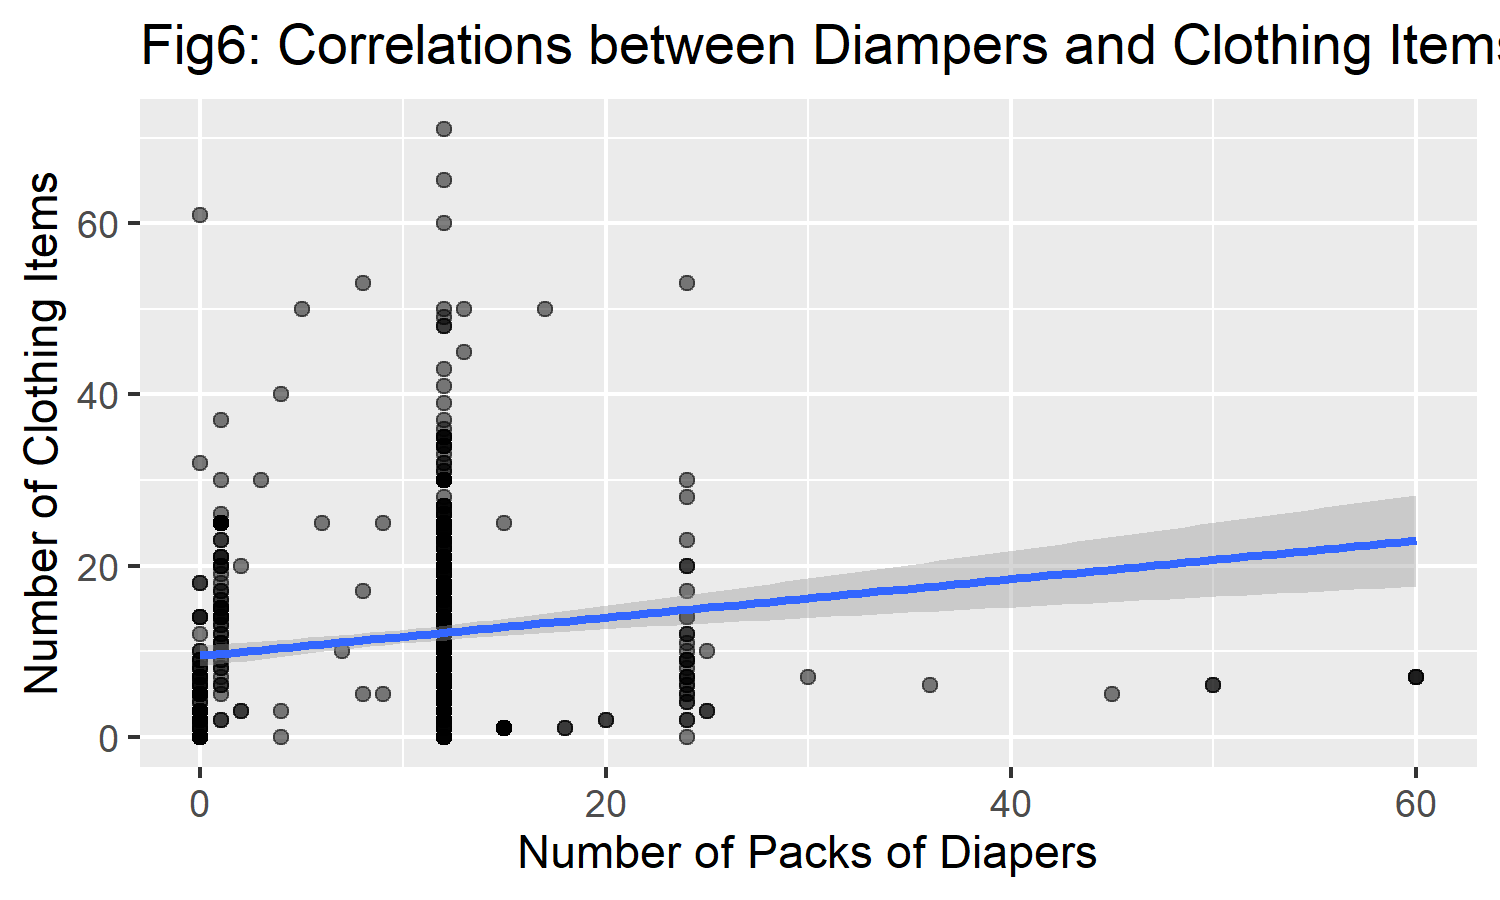 Fig6: Correlations between Diampers and Clothing Items
Number of Clothing Items
60
40
20
0
0 20 40 60
Number of Packs of Diapers